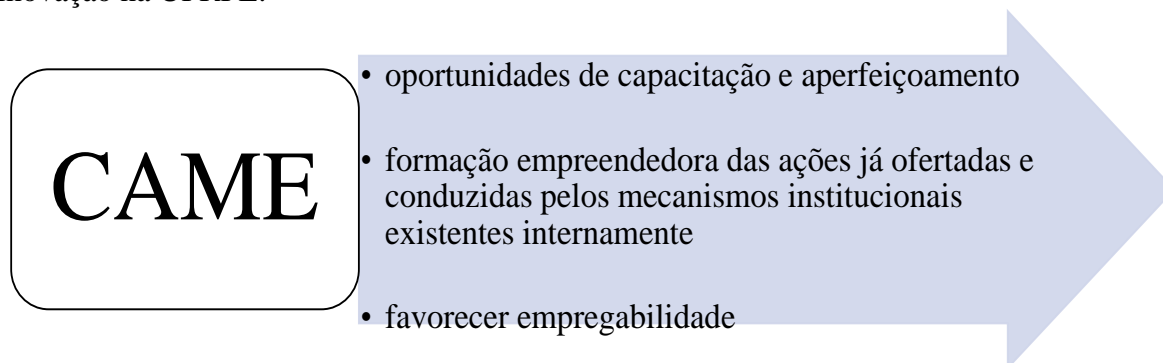 CAME
• oportunidades de capacitação e aperfeiçoamento
• formação empreendedora das ações já ofertadas e
conduzidas pelos mecanismos institucionais
existentes internamente
• favorecer empregabilidade